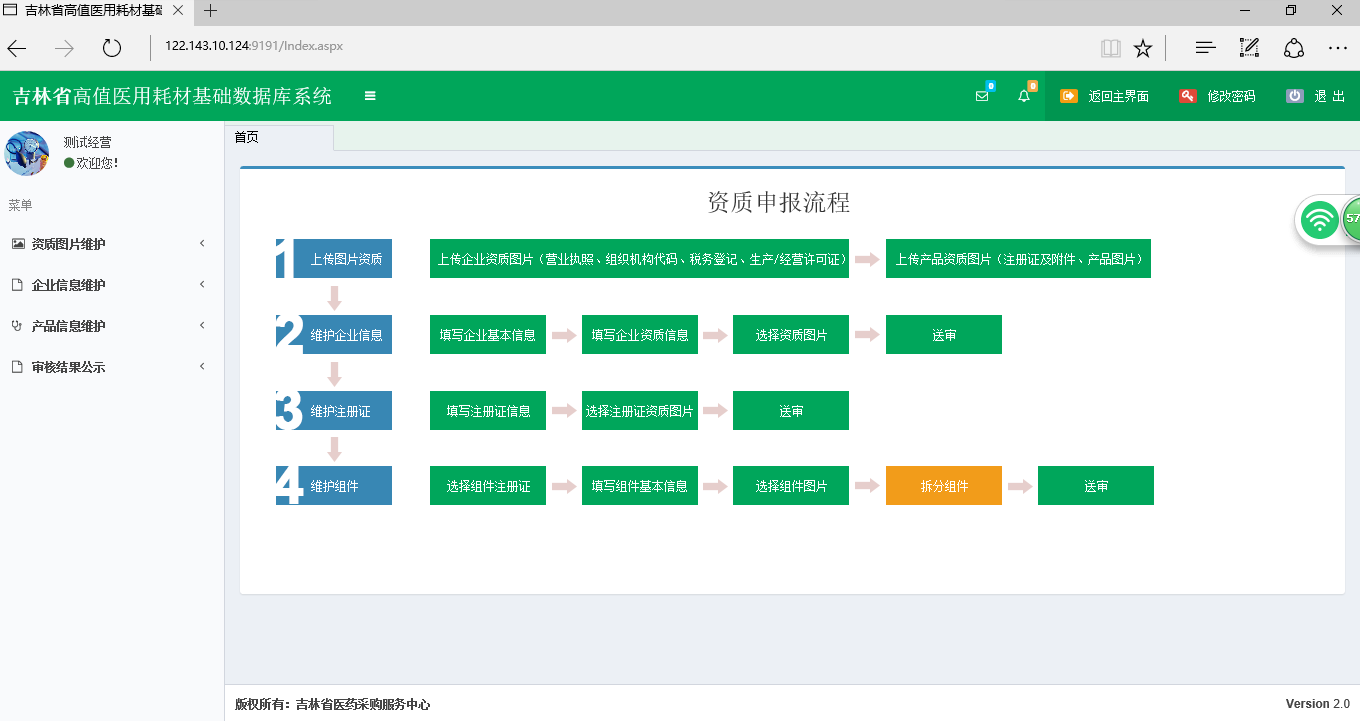 吉林省高值医用耗材基础
122.143.10.124:9191/Index.aspx
吉林省高值医用耗材基础数据库系统
0
0
返回主界面
修改密码
退 出
测试经营
欢迎您!
菜单
资质图片维护
企业信息维护
产品信息维护
审核结果公示
首页
资质申报流程
57
1 上传图片资质
上传企业资质图片（营业执照、组织机构代码、税务登记、生产/经营许可证）
上传产品资质图片（注册证及附件、产品图片）
2 维护企业信息
填写企业基本信息
填写企业资质信息
选择资质图片
送审
3 维护注册证
填写注册证信息
选择注册证资质图片
送审
4 维护组件
选择组件注册证
填写组件基本信息
选择组件图片
拆分组件
送审
版权所有：吉林省医药采购服务中心
Version 2.0